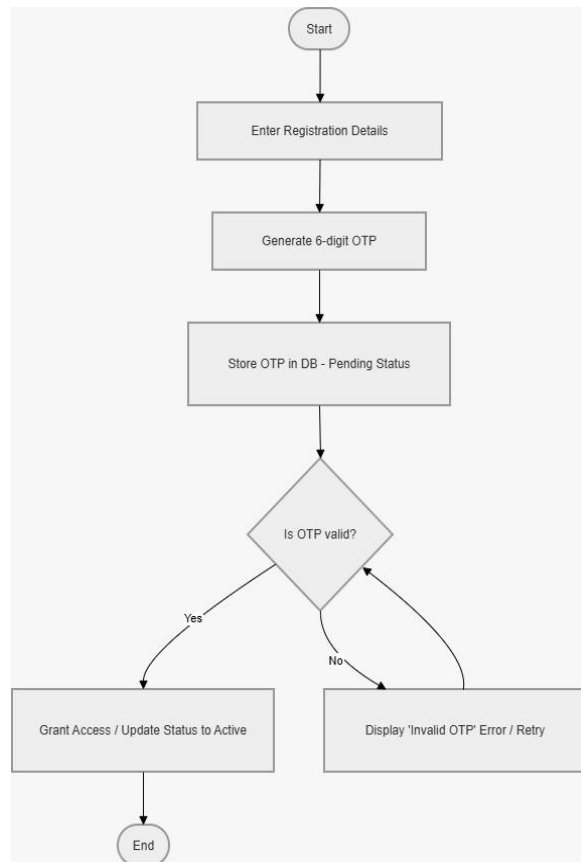 Start
Enter Registration Details
Generate 6-digit OTP
Store OTP in DB - Pending Status
Is OTP valid?
Yes
No
Grant Access / Update Status to Active
Display 'Invalid OTP' Error / Retry
End